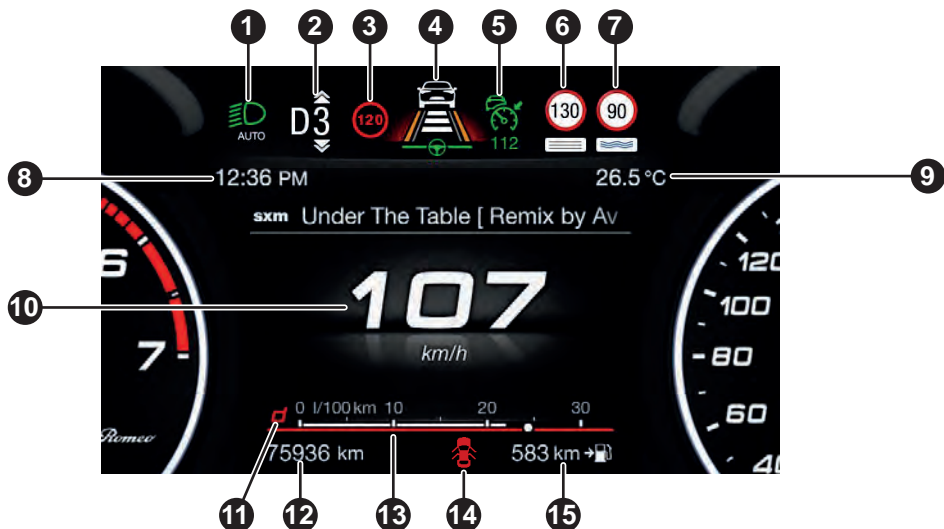 1 2 3 4 5 6 7
AUTO
D3
120
112
130
90
8 12:36 PM 26.5 °C 9
sxm Under The Table [ Remix by Av
6
7
Romeo
10 107
km/h
120
100
80
60
40
0 l/100 km 10 20 30
75936 km 583 km
11 12 13 14 15